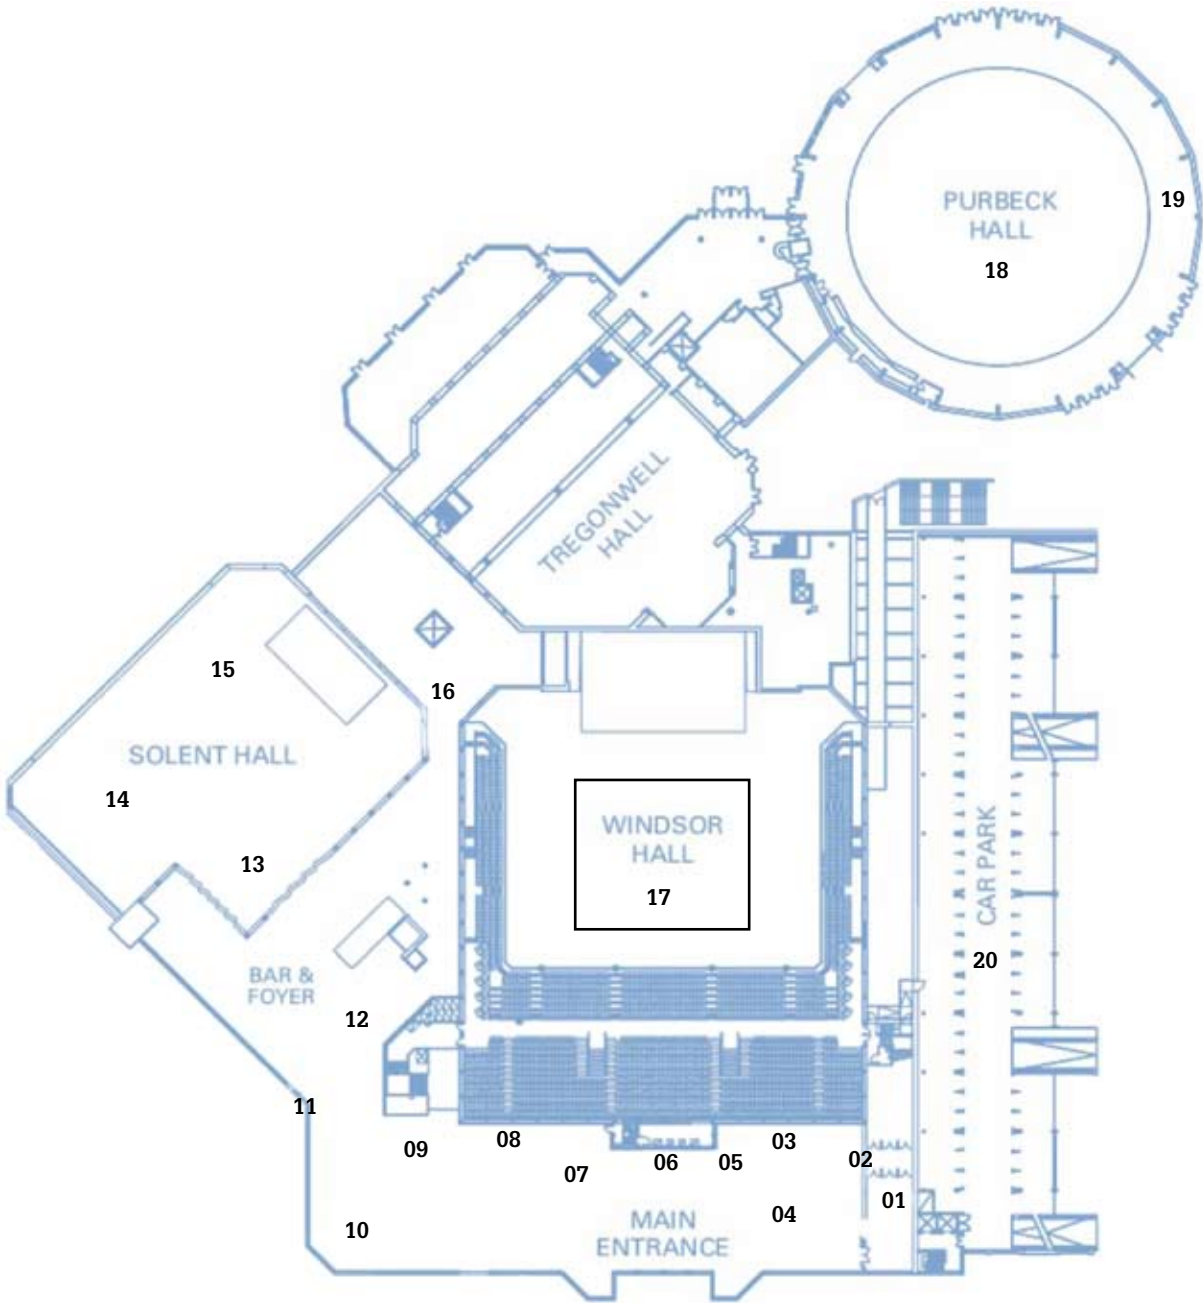 PURBECK
HALL
19
18
TREGONWELL
HALL
15
16
SOLENT HALL
14
13
WINDSOR
HALL
17
CAR PARK
20
BAR &
FOYER
12
11
09
08
07
06
05
03
02
01
04
10
MAIN
ENTRANCE